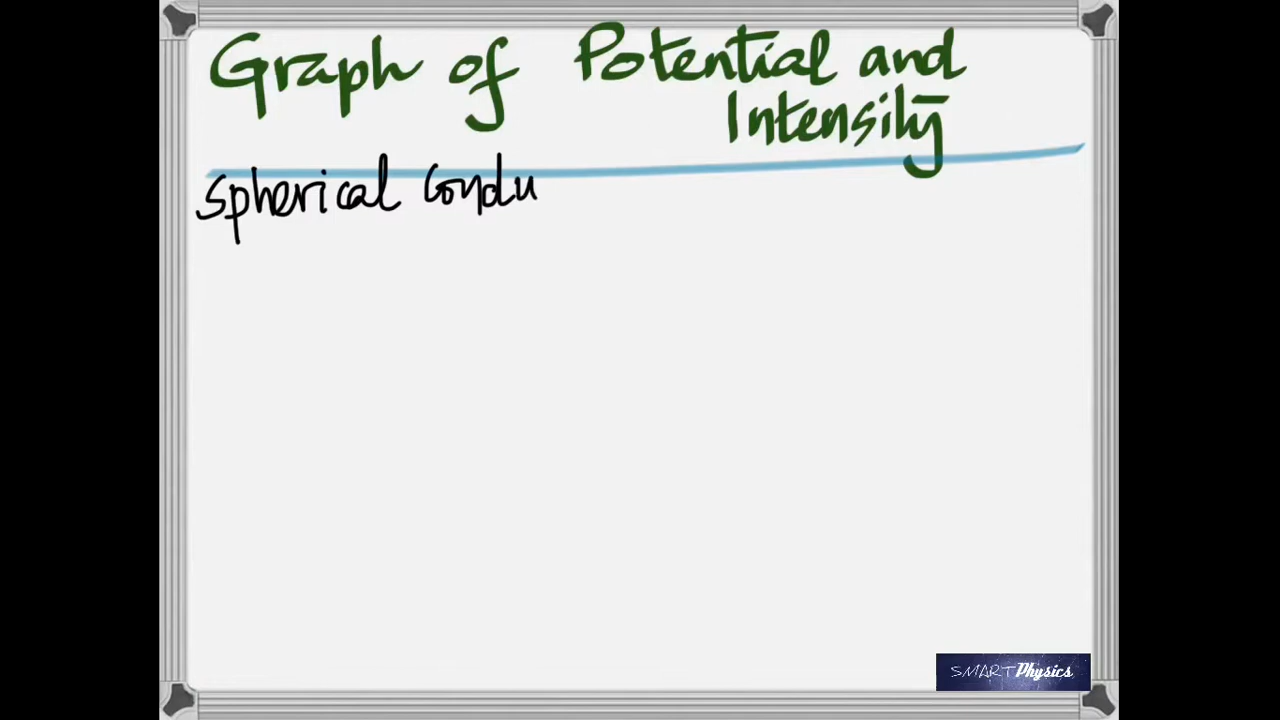 Graph of Potential and
Intensity
Spherical Condu
SMART Physics